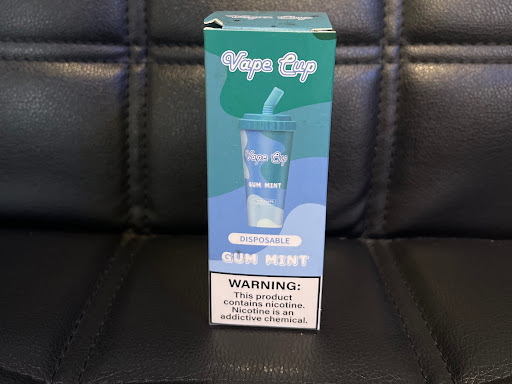 Vape Cup
Vape Cup
GUM MINT
DISPOSABLE
GUM MINT
WARNING:
This product
contains nicotine.
Nicotine is an
addictive chemical.